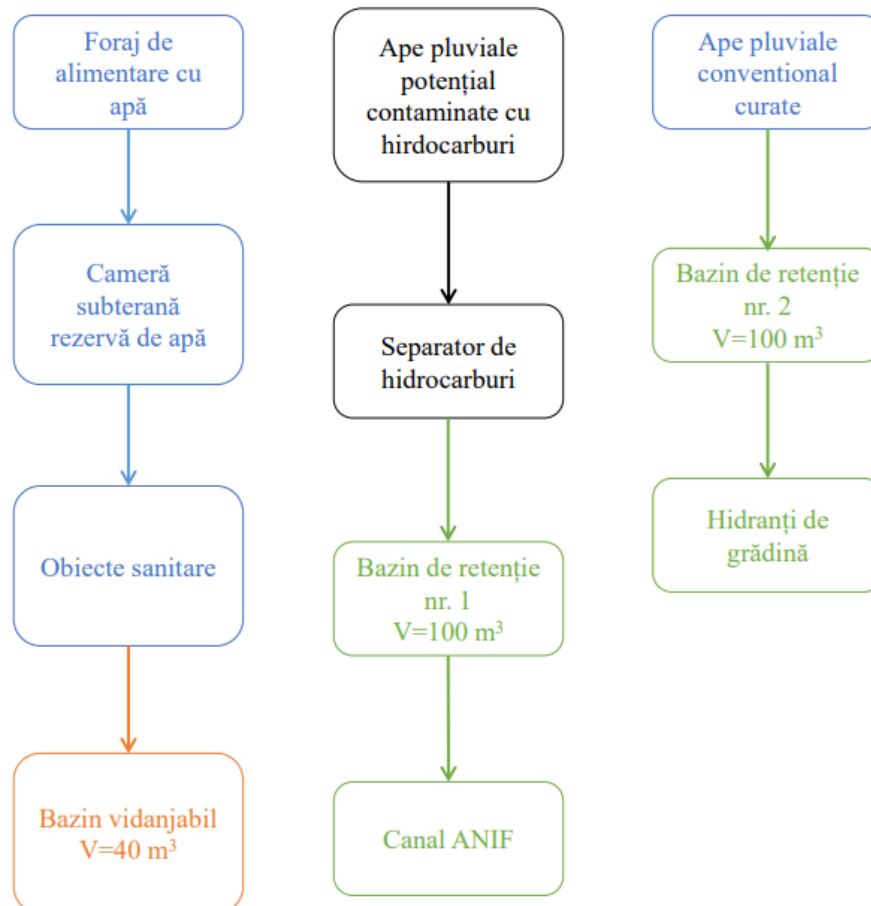 Foraj de
alimentare cu
apă
Cameră
subterană
rezervă de apă
Obiecte sanitare
Bazin vidanjabil
V=40 m³
Ape pluviale
potențial
contaminate cu
hirdocarburi
Separator de
hidrocarburi
Bazin de retenție
nr. 1
V=100 m³
Canal ANIF
Ape pluviale
conventional
curate
Bazin de retenție
nr. 2
V=100 m³
Hidranți de
grădină